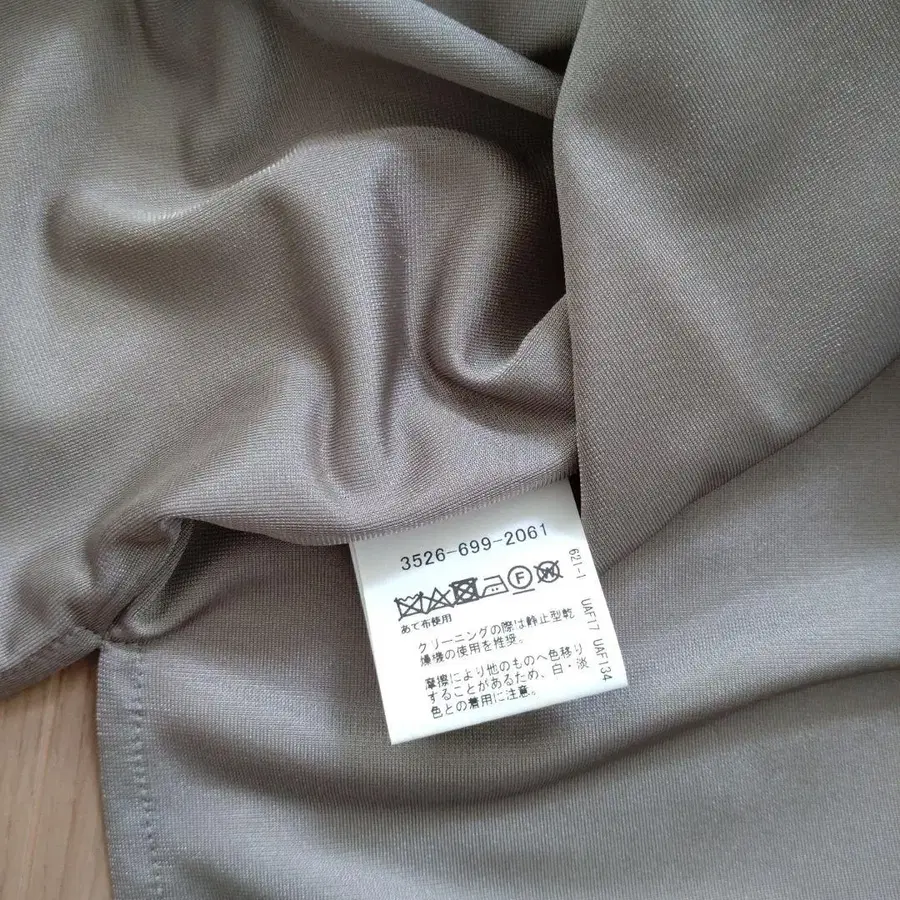 3526-699-2061
F W
あて布使用
クリーニングの際は静止型乾
燥機の使用を推奨。
摩擦により他のものへ色移り
することがあるため、白・淡
色との着用に注意。
621-1 UAF17 UAF134